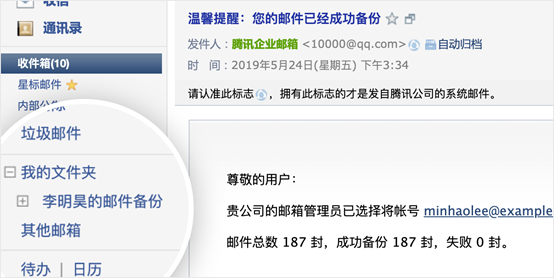 收信
通讯录
收件箱(10)
星标邮件
内部公告
垃圾邮件
我的文件夹
李明昊的邮件备份
其他邮箱
待办 | 日历
温馨提醒：您的邮件已经成功备份
发件人：腾讯企业邮箱 <10000@qq.com> 自动归档
时 间：2019年5月24日(星期五) 下午3:34
请认准此标志，拥有此标志的才是发自腾讯公司的系统邮件。
尊敬的用户：
贵公司的邮箱管理员已选择将帐号 minhaolee@example
邮件总数 187 封，成功备份 187 封，失败 0 封。